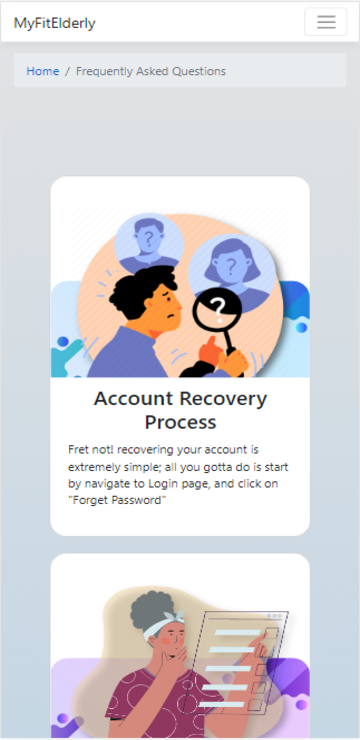 MyFitElderly
Home / Frequently Asked Questions
? ?
?
Account Recovery
Process
Fret not! recovering your account is
extremely simple; all you gotta do is start
by navigate to Login page, and click on
"Forget Password"